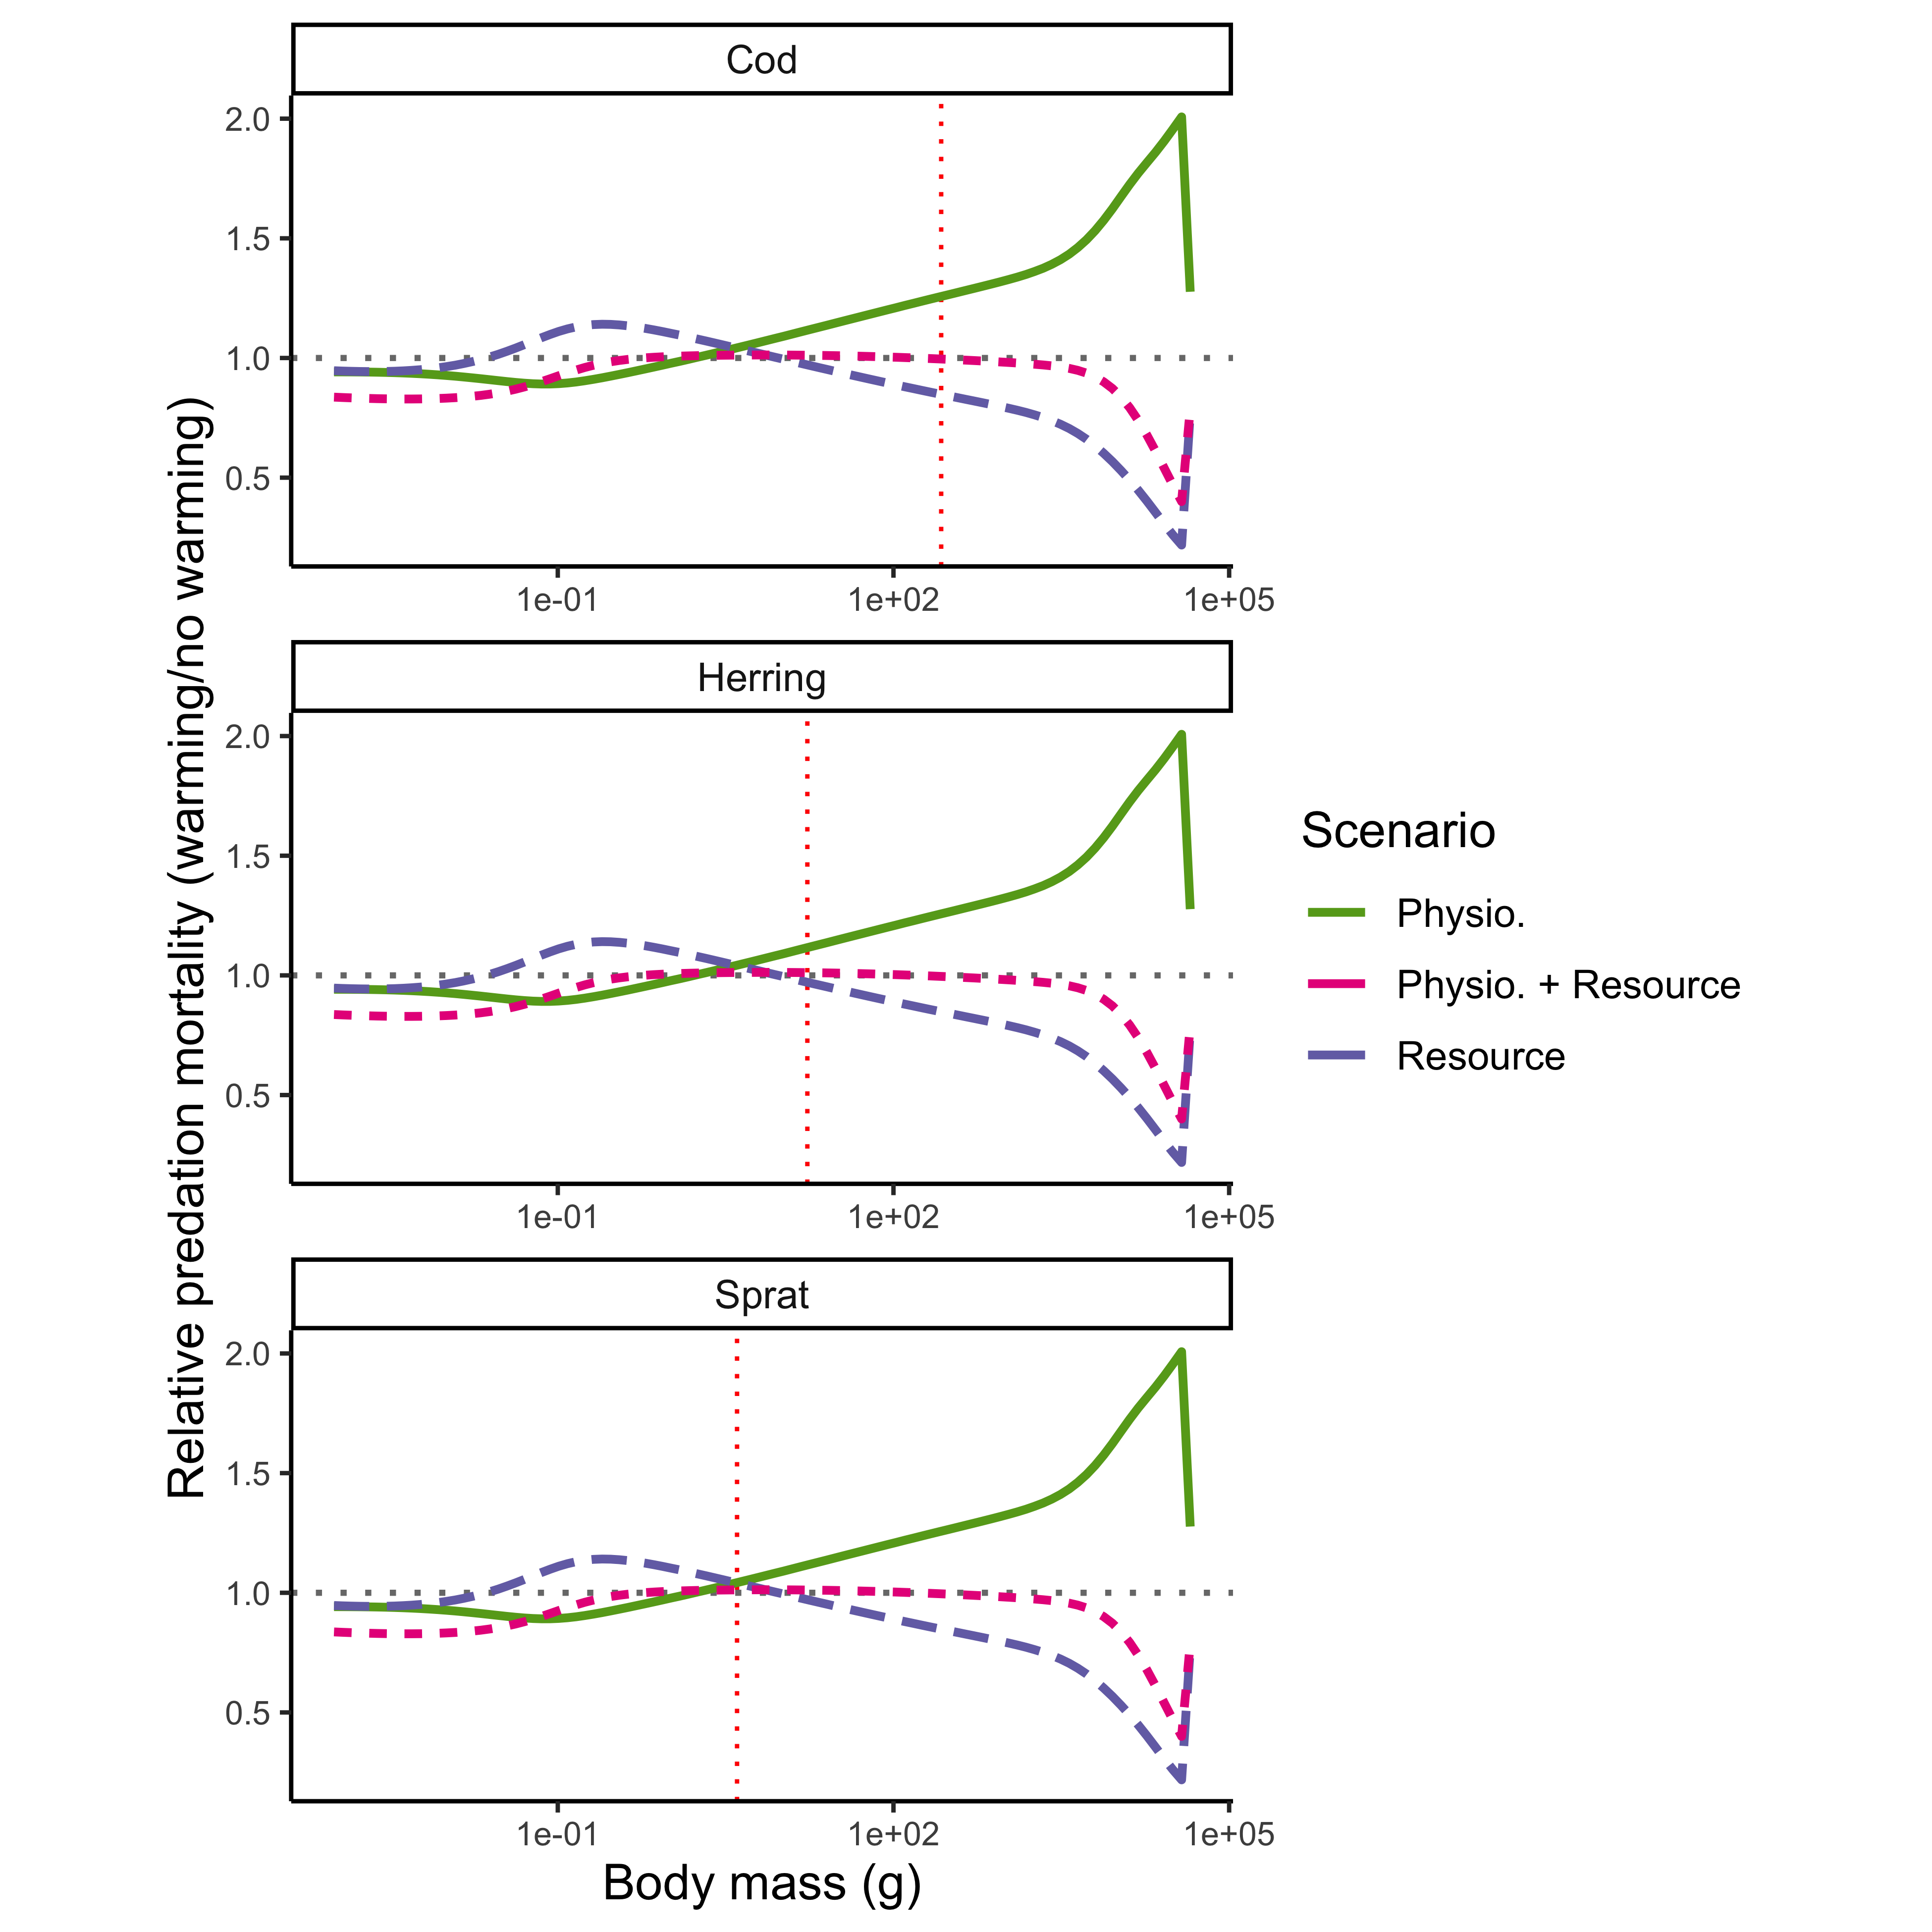 Cod
2.0
1.5
1.0
0.5
1e-01 1e+02 1e+05
Herring
2.0
1.5
1.0
0.5
1e-01 1e+02 1e+05
Sprat
2.0
1.5
1.0
0.5
1e-01 1e+02 1e+05
Body mass (g)
Relative predation mortality (warming/no warming)
Scenario
Physio.
Physio. + Resource
Resource